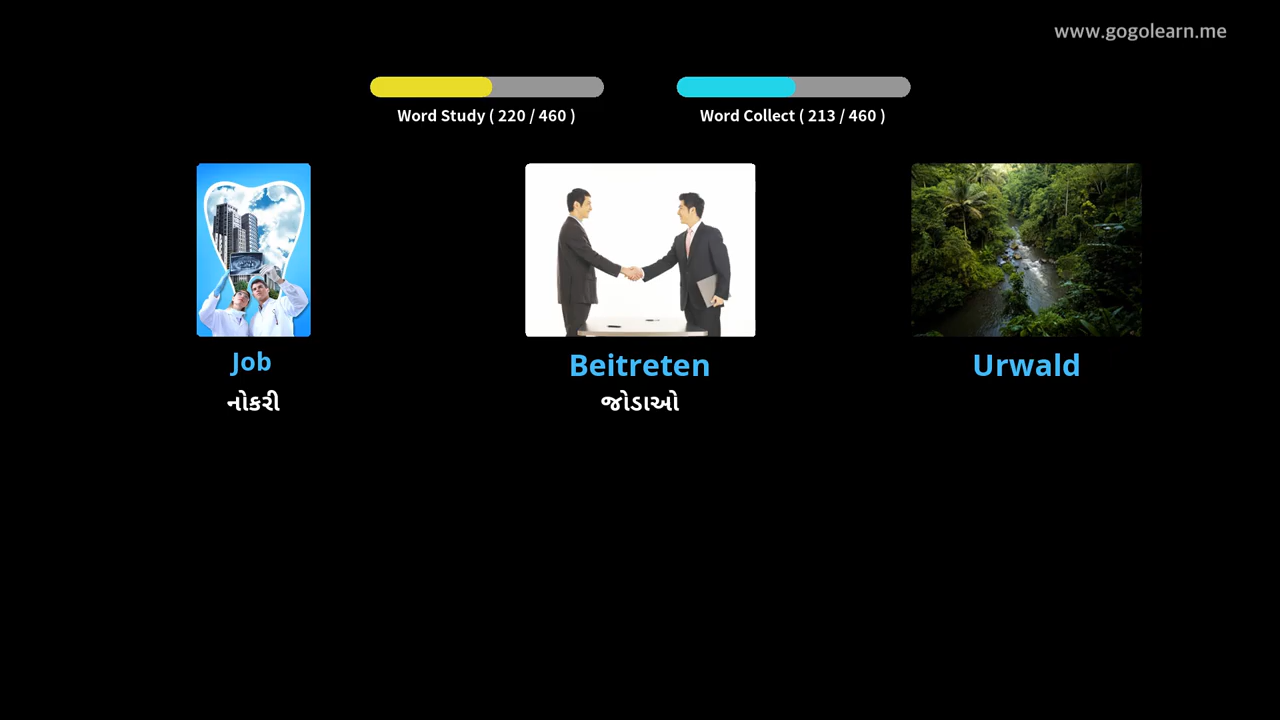 www.gogolearn.me
Word Study ( 220 / 460 )
Word Collect ( 213 / 460 )
Job
Beitreten
Urwald
નોકરી
જોડાઓ